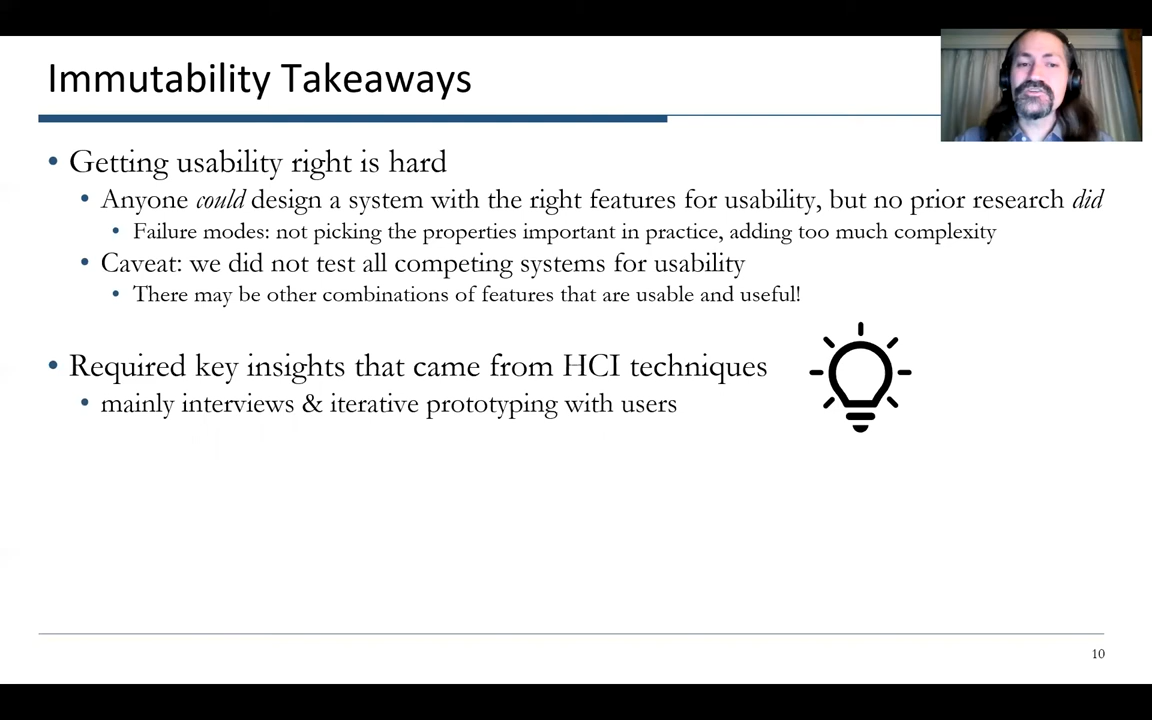 Immutability Takeaways
• Getting usability right is hard
• Anyone could design a system with the right features for usability, but no prior research did
• Failure modes: not picking the properties important in practice, adding too much complexity
• Caveat: we did not test all competing systems for usability
• There may be other combinations of features that are usable and useful!
• Required key insights that came from HCI techniques
• mainly interviews & iterative prototyping with users
10